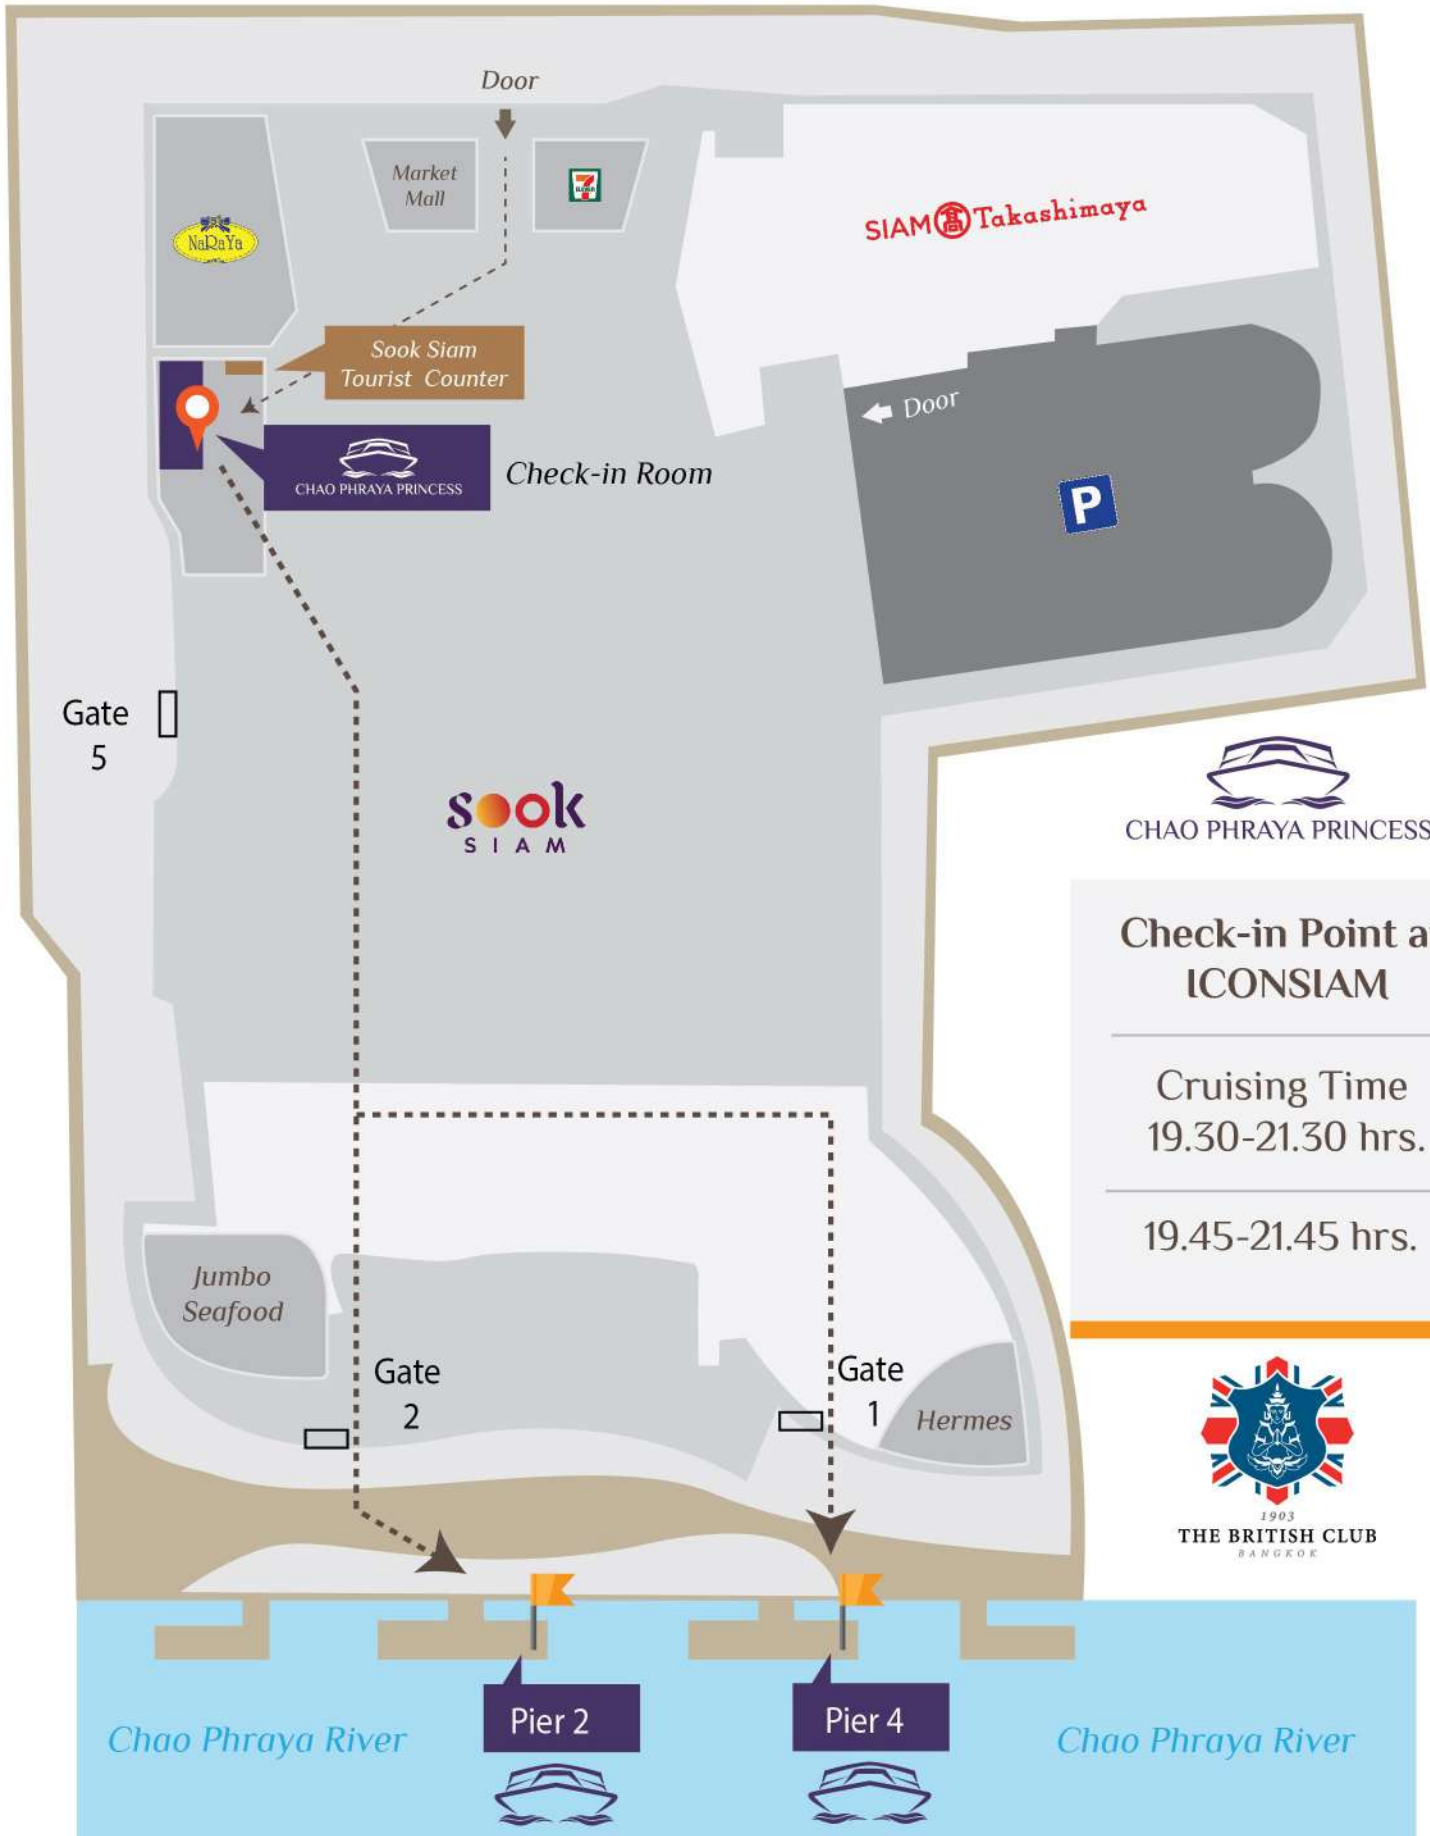 Door
Market
Mall
7
ELEVEN
NaRaYa
SIAM 髙 Takashimaya
Sook Siam
Tourist Counter
Door
CHAO PHRAYA PRINCESS
Check-in Room
P
Gate
5
sook
SIAM
CHAO PHRAYA PRINCESS
Check-in Point a
ICONSIAM
Cruising Time
19.30-21.30 hrs.
19.45-21.45 hrs.
Jumbo
Seafood
Gate
2
Gate
1
Hermes
1903
THE BRITISH CLUB
BANGKOK
Pier 2
Pier 4
Chao Phraya River
Chao Phraya River